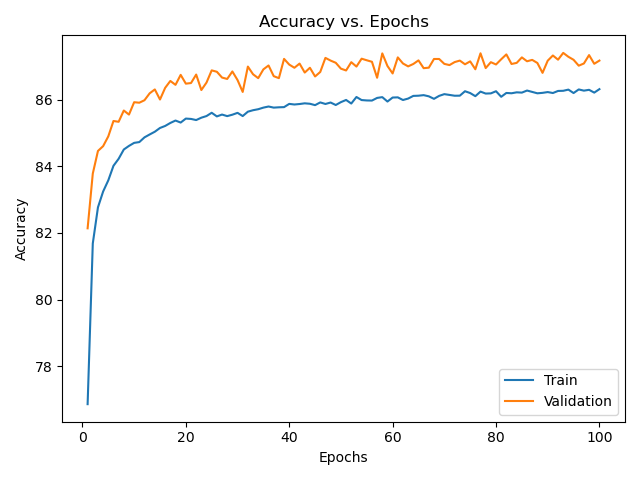 Accuracy vs. Epochs
Accuracy
86
84
82
80
78
0 20 40 60 80 100
Epochs
Train
Validation